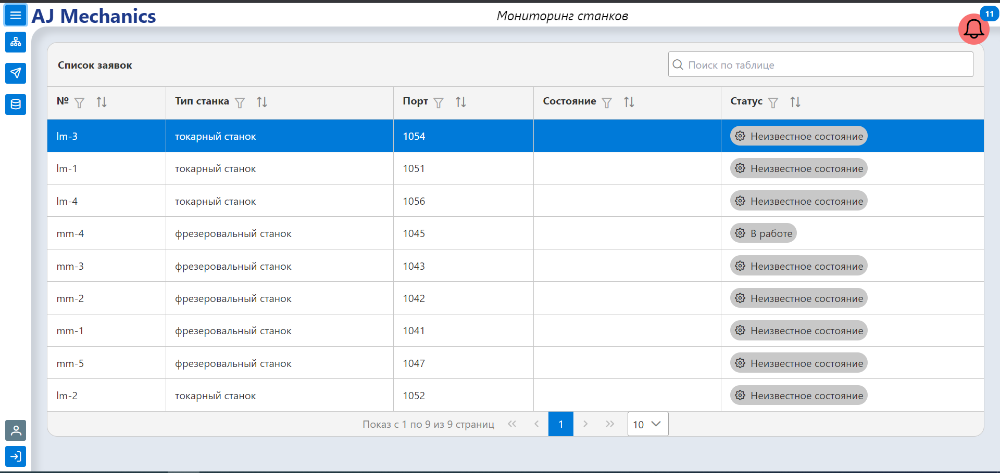 AJ Mechanics
Мониторинг станков
11
Список заявок
Поиск по таблице
№ Тип станка Порт Состояние Статус
lm-3 токарный станок 1054 Неизвестное состояние
lm-1 токарный станок 1051 Неизвестное состояние
lm-4 токарный станок 1056 Неизвестное состояние
mm-4 фрезеровальный станок 1045 В работе
mm-3 фрезеровальный станок 1043 Неизвестное состояние
mm-2 фрезеровальный станок 1042 Неизвестное состояние
mm-1 фрезеровальный станок 1041 Неизвестное состояние
mm-5 фрезеровальный станок 1047 Неизвестное состояние
lm-2 токарный станок 1052 Неизвестное состояние
Показ с 1 по 9 из 9 страниц 1 10